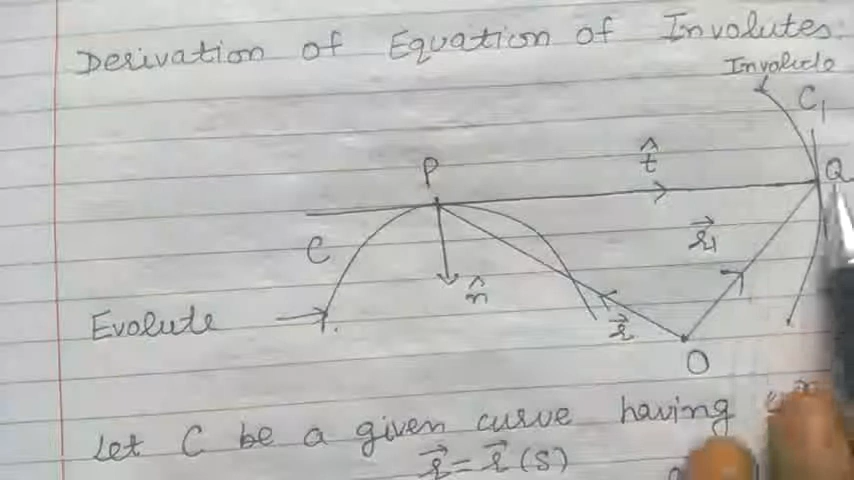 Derivation of Equation of Involutes:
Involute
C₁
t̂
P
Q
C
r⃗₁
n̂
Evolute
r⃗
O
Let C be a given curve having
r⃗ = r⃗(s)